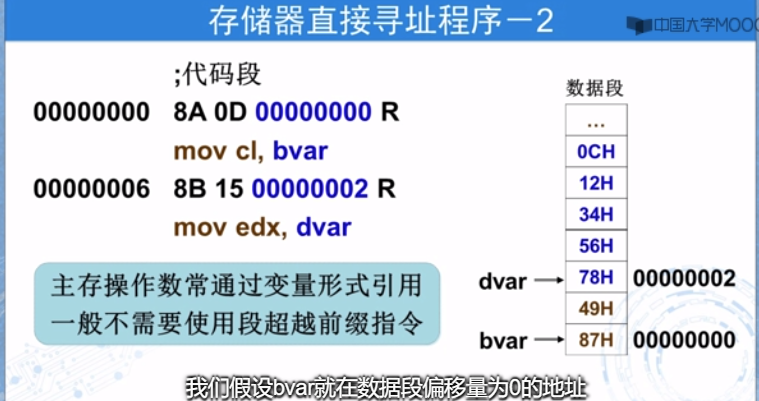 存储器直接寻址程序－2
中国大学MOOC
;代码段
00000000 8A 0D 00000000 R
mov cl, bvar
00000006 8B 15 00000002 R
mov edx, dvar
主存操作数常通过变量形式引用
一般不需要使用段超越前缀指令
数据段
...
0CH
12H
34H
56H
dvar 78H 00000002
49H
bvar 87H 00000000
我们假设bvar就在数据段偏移量为0的地址